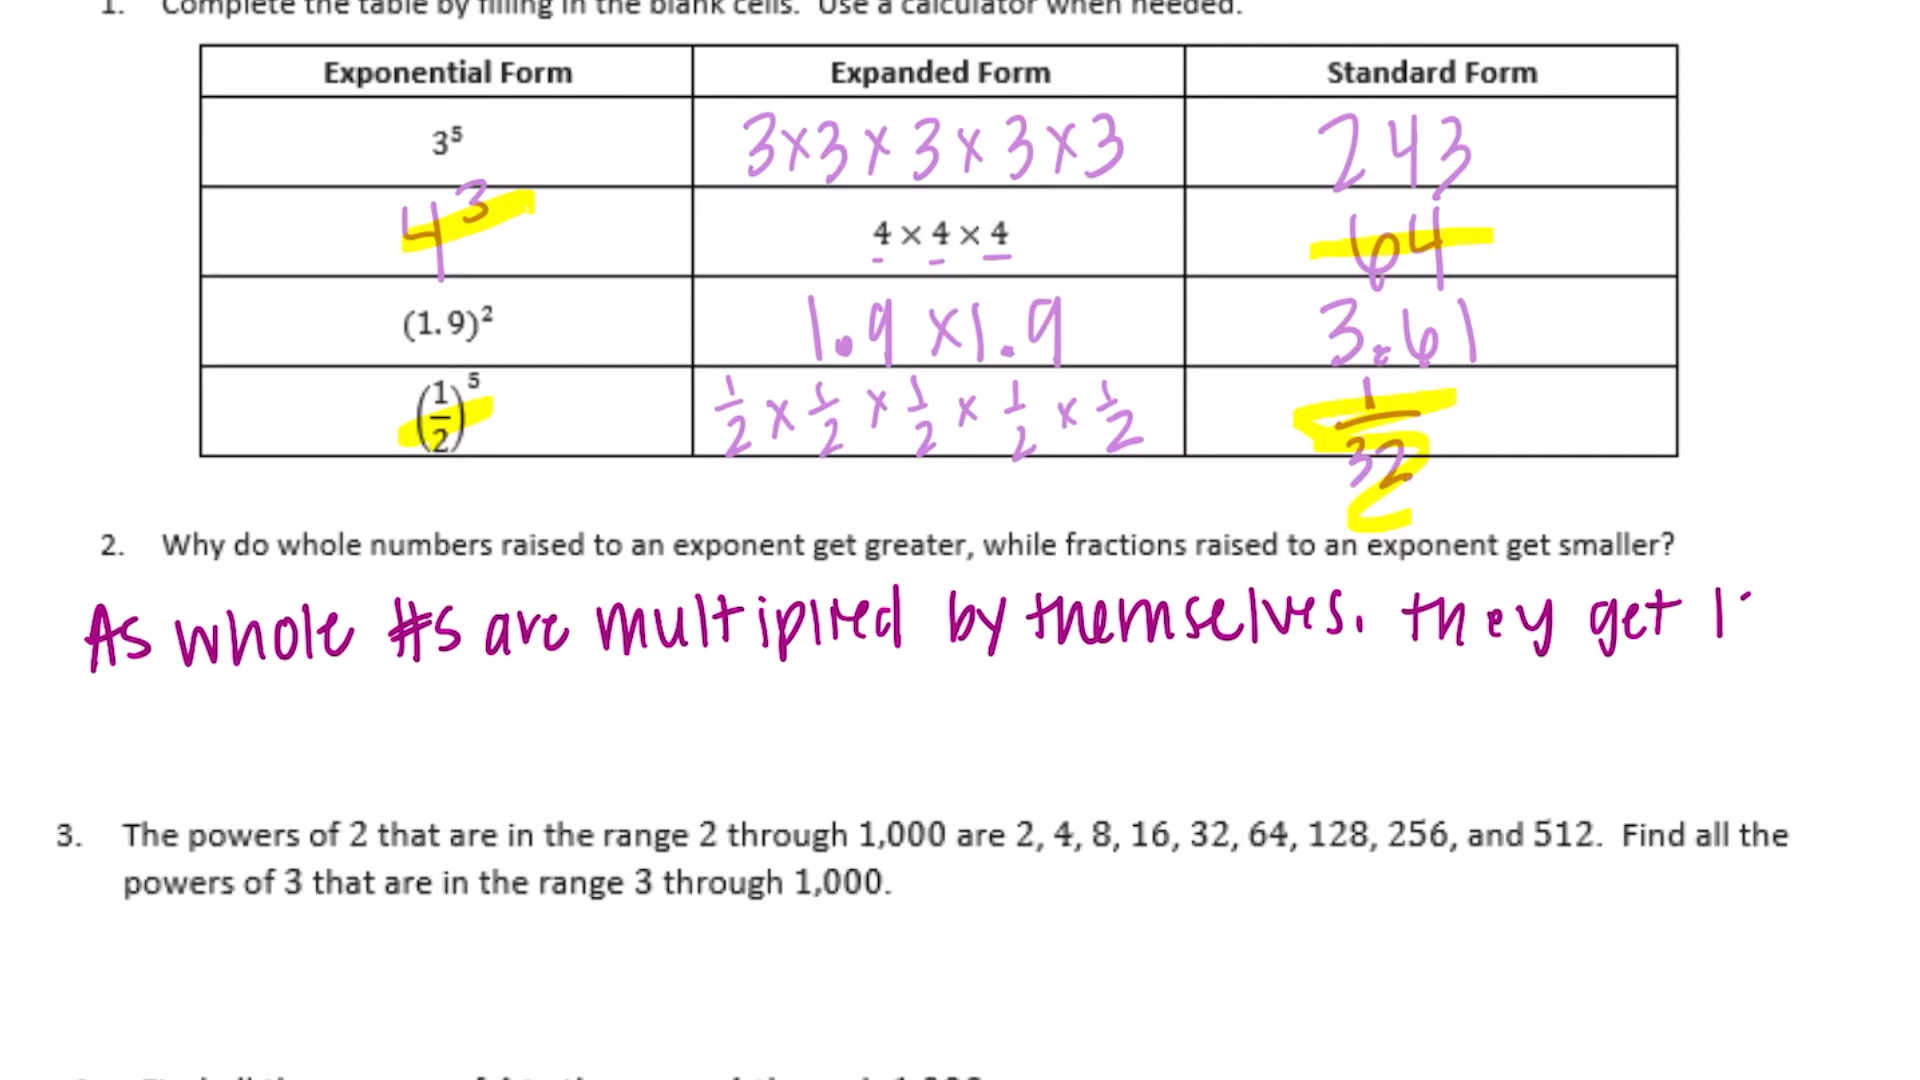 1. Complete the table by filling in the blank cells. Use a calculator when needed.
Exponential Form Expanded Form Standard Form
3⁵ 3×3×3×3×3 243
4³ 4 × 4 × 4 64
(1.9)² 1.9 × 1.9 3.61
(1/2)⁵ 1/2 × 1/2 × 1/2 × 1/2 × 1/2 1/32
2. Why do whole numbers raised to an exponent get greater, while fractions raised to an exponent get smaller?
As whole #s are multiplied by themselves. they get l
3. The powers of 2 that are in the range 2 through 1,000 are 2, 4, 8, 16, 32, 64, 128, 256, and 512. Find all the
powers of 3 that are in the range 3 through 1,000.